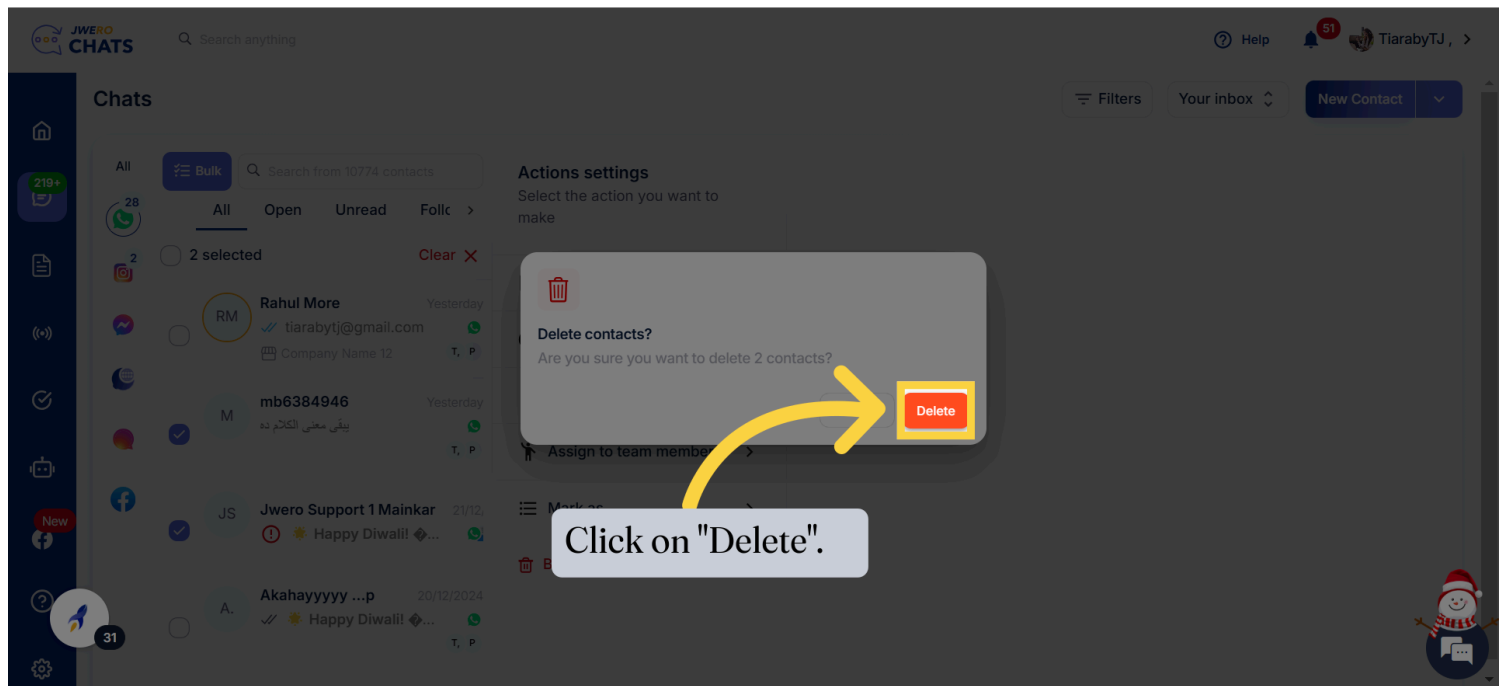 JWERO
CHATS
Search anything
Help
51
TiarabyTJ ,
Chats
Filters
Your inbox
New Contact
All
Bulk
Search from 10774 contacts
219+
28
All Open Unread Follc
2 selected
Clear
2
RM
Rahul More
Yesterday
tiarabytj@gmail.com
Company Name 12
T, P
M
mb6384946
Yesterday
يبقى معنى الكلام ده
T, P
JS
Jwero Support 1 Mainkar
21/12/
Happy Diwali! �...
New
A.
Akahayyyyy ...p
20/12/2024
Happy Diwali! �...
T, P
31
Actions settings
Select the action you want to
make
Delete contacts?
Are you sure you want to delete 2 contacts?
Delete
Assign to team member
Mark as
B
Click on "Delete".